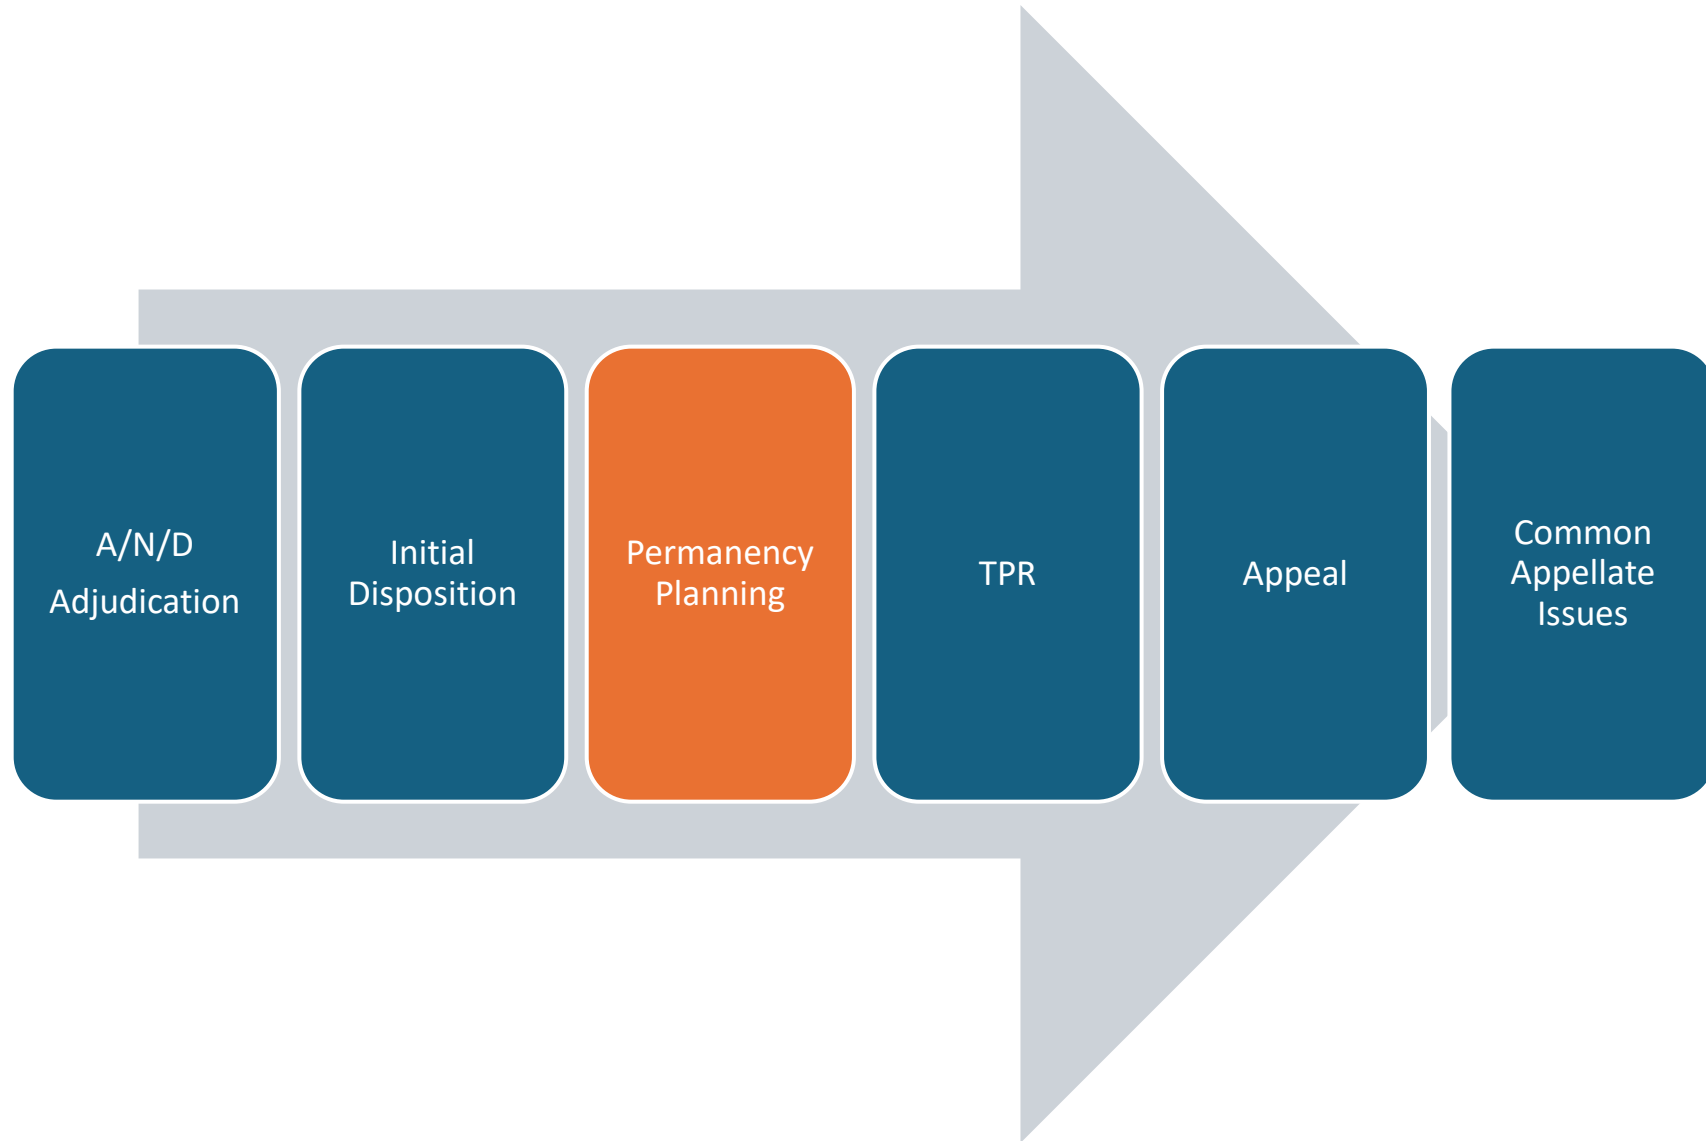 A/N/D
Adjudication
Initial
Disposition
Permanency
Planning
TPR
Appeal
Common
Appellate
Issues